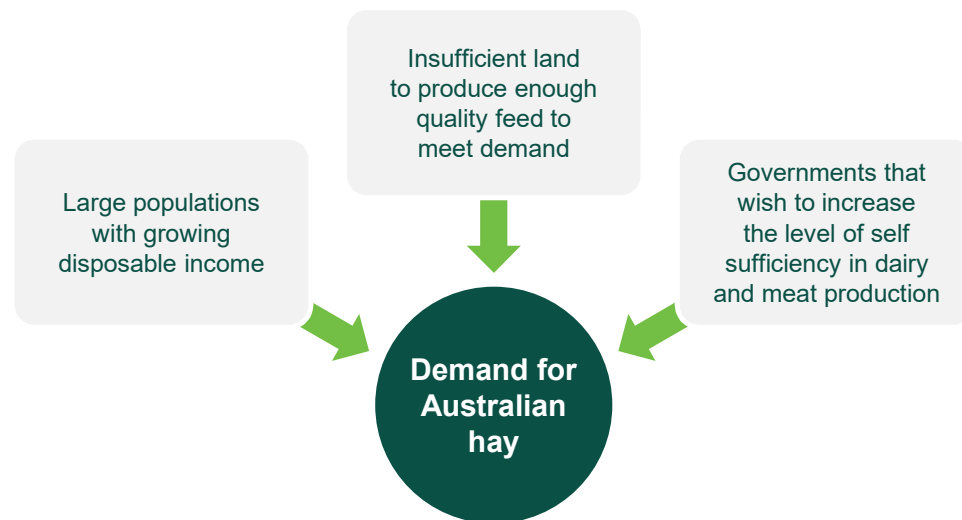 Insufficient land
to produce enough
quality feed to
meet demand
Large populations
with growing
disposable income
Governments that
wish to increase
the level of self
sufficiency in dairy
and meat production
Demand for
Australian
hay